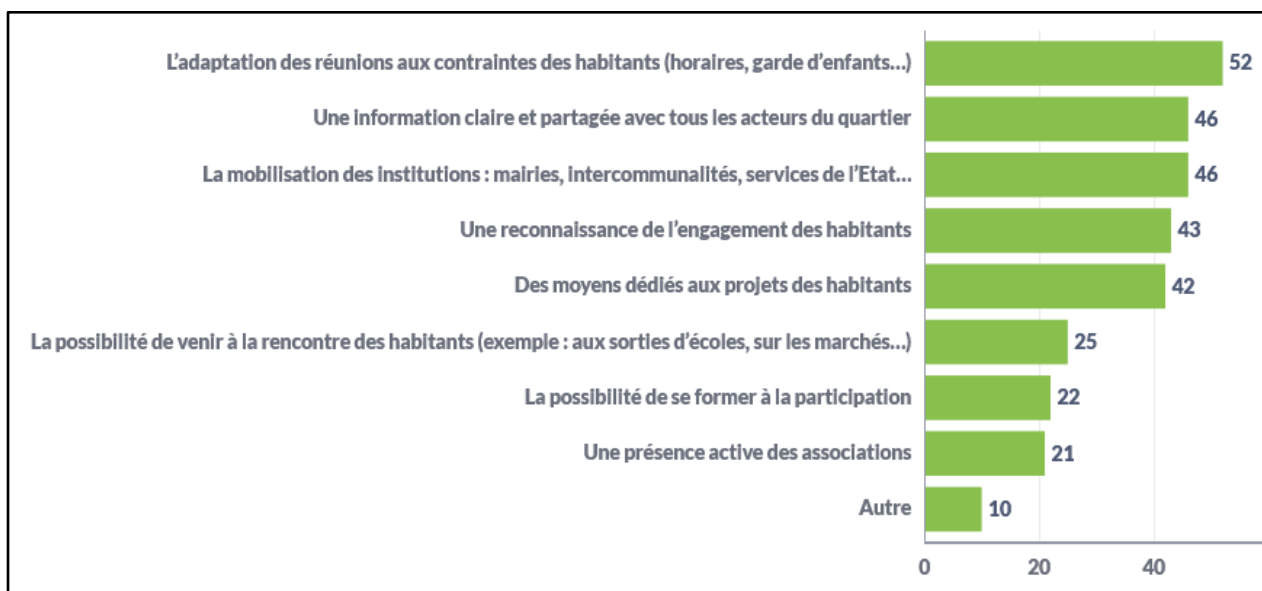 L'adaptation des réunions aux contraintes des habitants (horaires, garde d'enfants...) 52
Une information claire et partagée avec tous les acteurs du quartier 46
La mobilisation des institutions : mairies, intercommunalités, services de l'Etat... 46
Une reconnaissance de l'engagement des habitants 43
Des moyens dédiés aux projets des habitants 42
La possibilité de venir à la rencontre des habitants (exemple : aux sorties d'écoles, sur les marchés...) 25
La possibilité de se former à la participation 22
Une présence active des associations 21
Autre 10
0 20 40